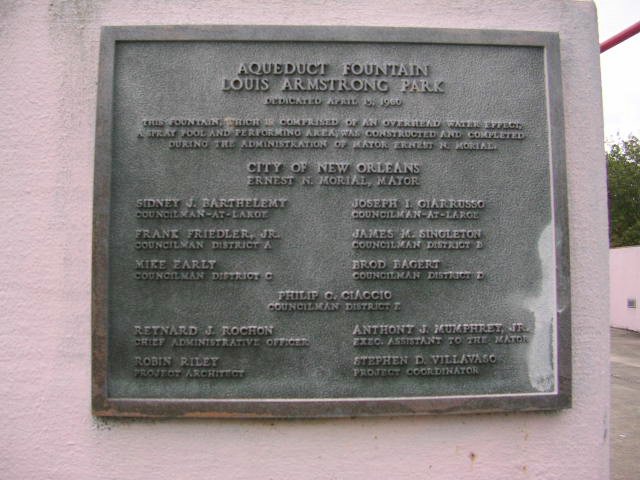 AQUEDUCT FOUNTAIN
LOUIS ARMSTRONG PARK
DEDICATED APRIL 15, 1980
THIS FOUNTAIN, WHICH IS COMPRISED OF AN OVERHEAD WATER EFFECT,
A SPRAY POOL AND PERFORMING AREA, WAS CONSTRUCTED AND COMPLETED
DURING THE ADMINISTRATION OF MAYOR ERNEST N. MORIAL.
CITY OF NEW ORLEANS
ERNEST N. MORIAL, MAYOR
SIDNEY J. BARTHELEMY
COUNCILMAN-AT-LARGE
JOSEPH I. GIARRUSSO
COUNCILMAN-AT-LARGE
FRANK FRIEDLER, JR.
COUNCILMAN DISTRICT A
JAMES M. SINGLETON
COUNCILMAN DISTRICT B
MIKE EARLY
COUNCILMAN DISTRICT C
BROD BAGERT
COUNCILMAN DISTRICT D
PHILIP C. CIACCIO
COUNCILMAN DISTRICT E
REYNARD J. ROCHON
CHIEF ADMINISTRATIVE OFFICER
ANTHONY J. MUMPHREY, JR.
EXEC. ASSISTANT TO THE MAYOR
ROBIN RILEY
PROJECT ARCHITECT
STEPHEN D. VILLAVASO
PROJECT COORDINATOR